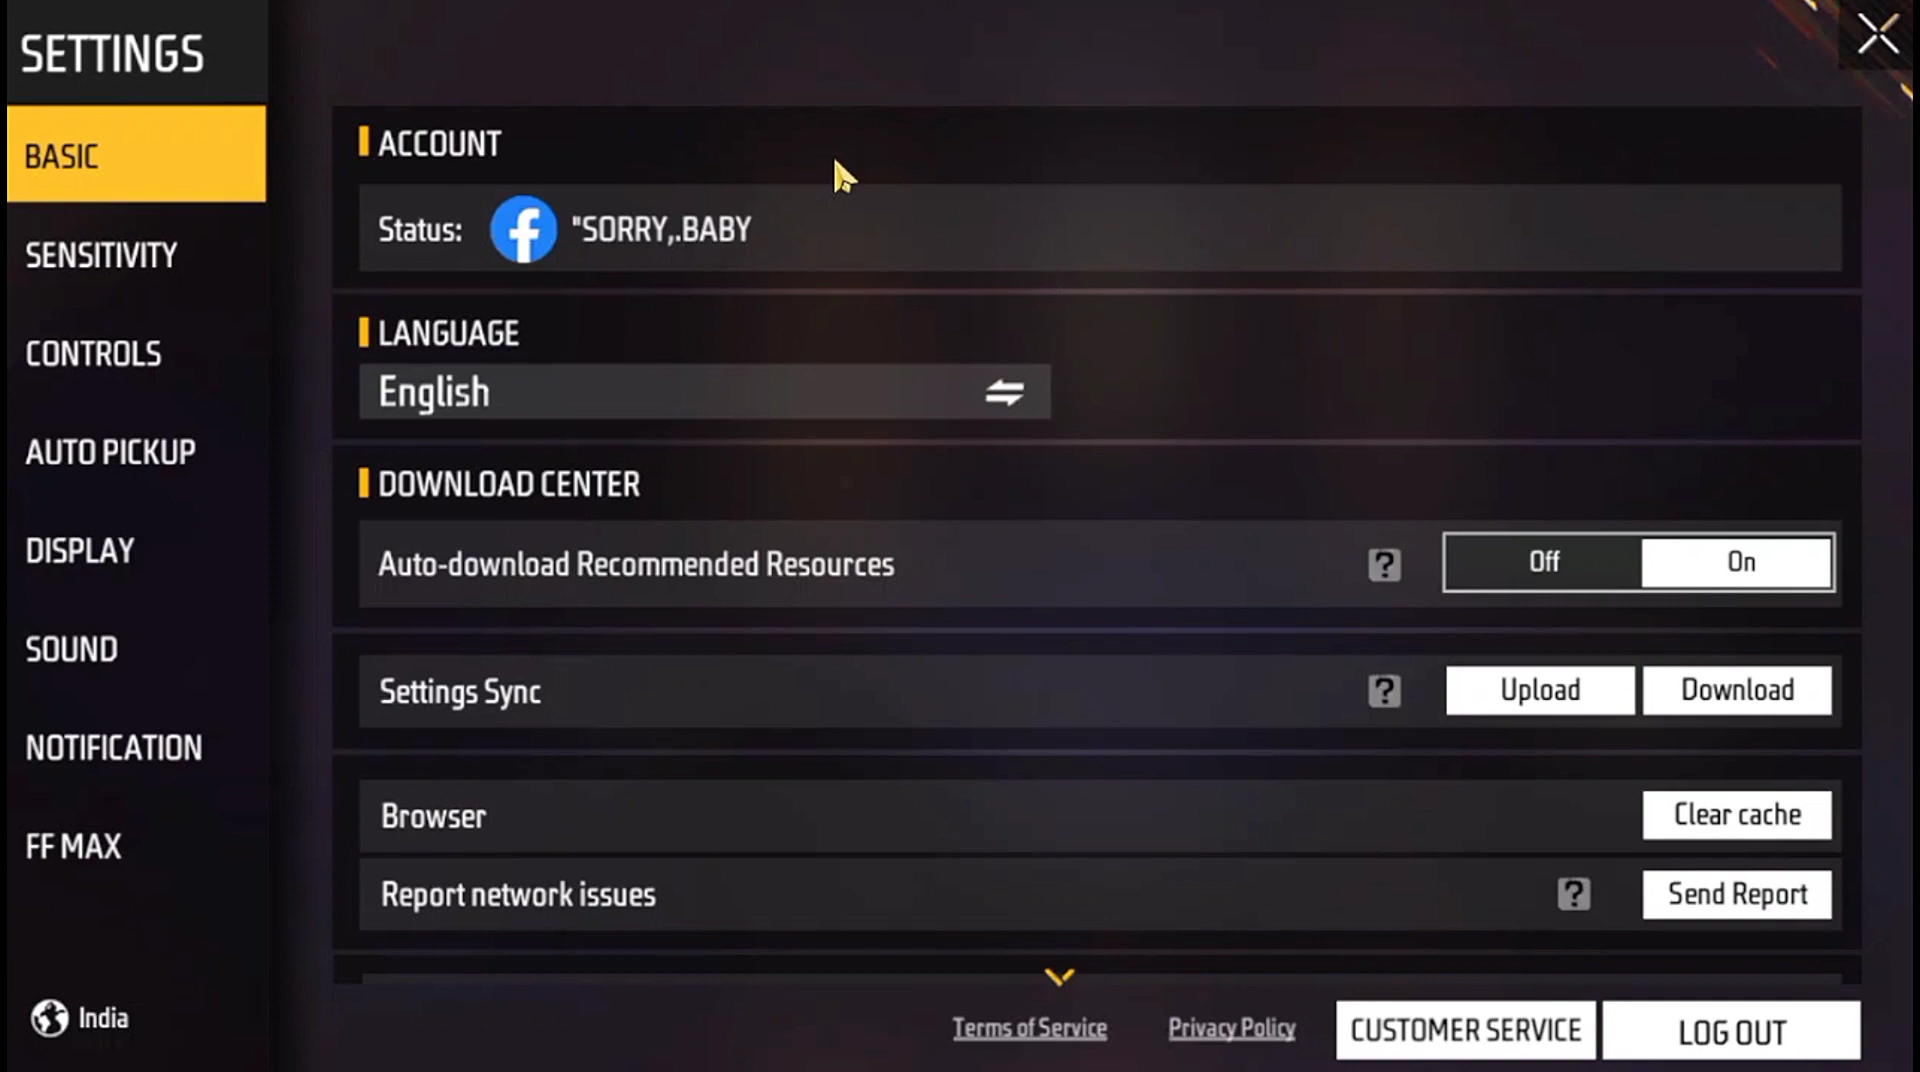 SETTINGS
BASIC
SENSITIVITY
CONTROLS
AUTO PICKUP
DISPLAY
SOUND
NOTIFICATION
FF MAX
India
ACCOUNT
Status: "SORRY,.BABY
LANGUAGE
English
DOWNLOAD CENTER
Auto-download Recommended Resources ? Off On
Settings Sync ? Upload Download
Browser Clear cache
Report network issues ? Send Report
Terms of Service Privacy Policy CUSTOMER SERVICE LOG OUT